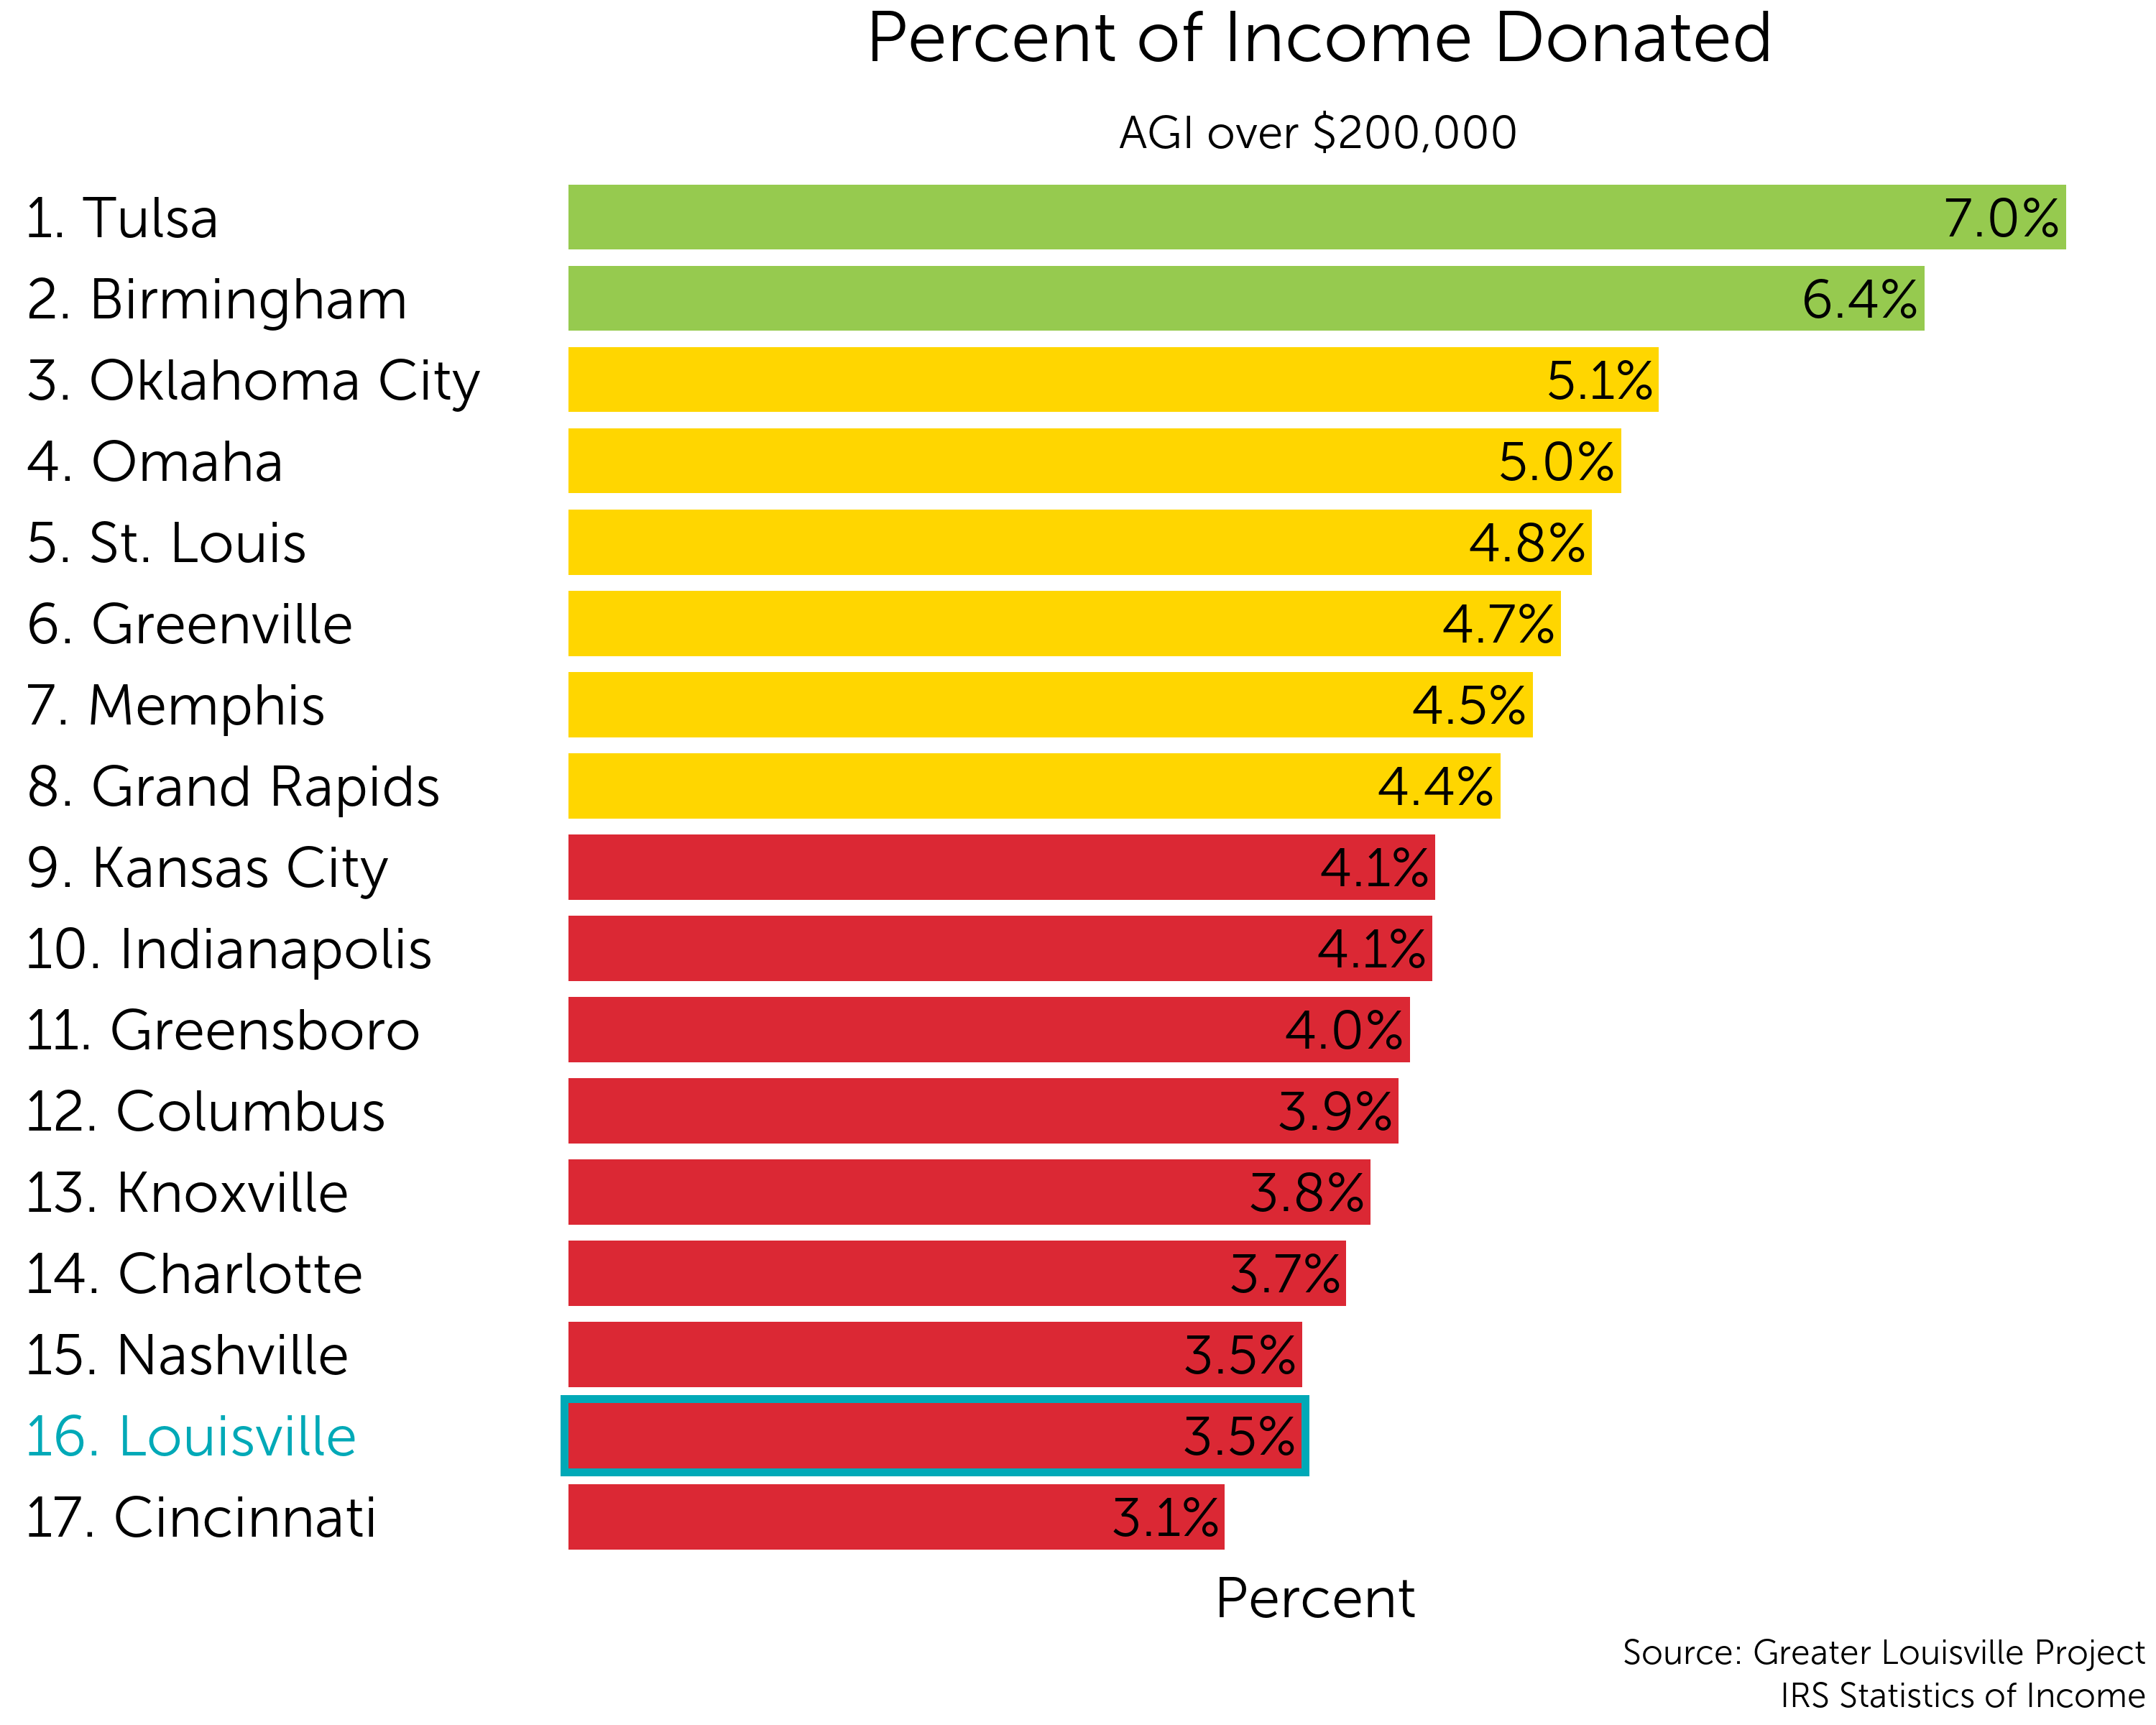 Percent of Income Donated
AGI over $200,000
1. Tulsa 7.0%
2. Birmingham 6.4%
3. Oklahoma City 5.1%
4. Omaha 5.0%
5. St. Louis 4.8%
6. Greenville 4.7%
7. Memphis 4.5%
8. Grand Rapids 4.4%
9. Kansas City 4.1%
10. Indianapolis 4.1%
11. Greensboro 4.0%
12. Columbus 3.9%
13. Knoxville 3.8%
14. Charlotte 3.7%
15. Nashville 3.5%
16. Louisville 3.5%
17. Cincinnati 3.1%
Percent
Source: Greater Louisville Project
IRS Statistics of Income